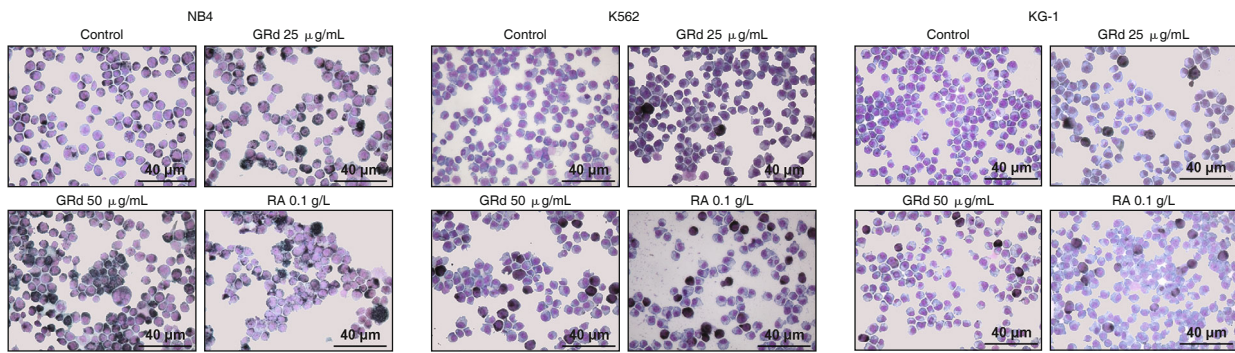 NB4
K562
KG-1
Control
GRd 25 μg/mL
Control
GRd 25 μg/mL
Control
GRd 25 μg/mL
40 μm
40 μm
40 μm
40 μm
40 μm
40 μm
GRd 50 μg/mL
RA 0.1 g/L
GRd 50 μg/mL
RA 0.1 g/L
GRd 50 μg/mL
RA 0.1 g/L
40 μm
40 μm
40 μm
40 μm
40 μm
40 μm